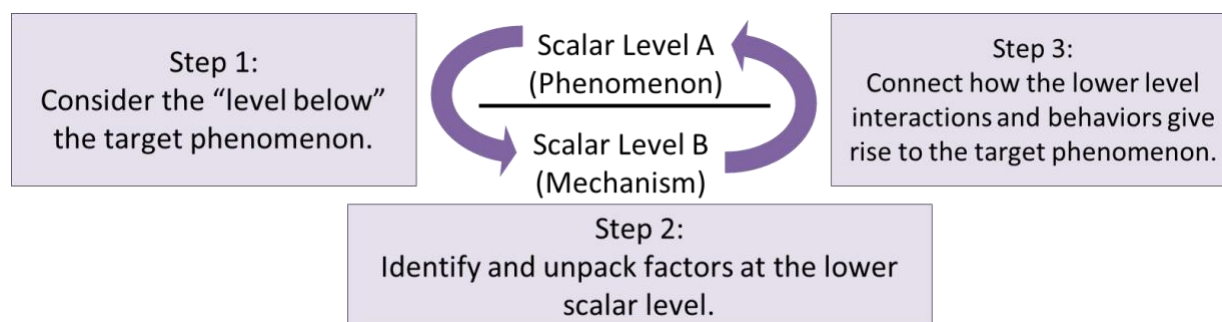 Step 1:
Consider the “level below”
the target phenomenon.
Scalar Level A
(Phenomenon)
Scalar Level B
(Mechanism)
Step 2:
Identify and unpack factors at the lower
scalar level.
Step 3:
Connect how the lower level
interactions and behaviors give
rise to the target phenomenon.